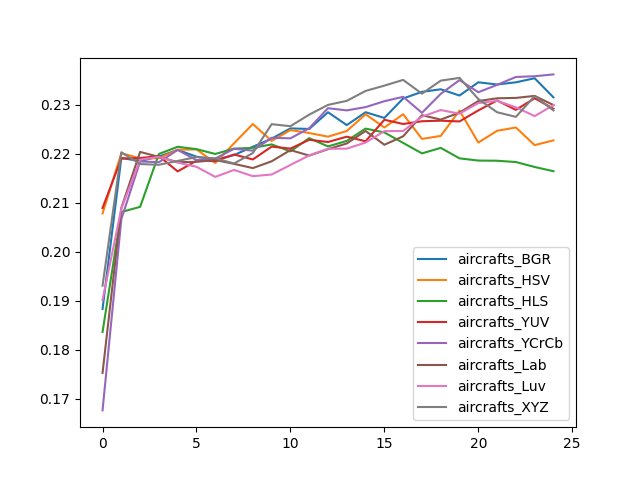 0.23
0.22
0.21
0.20
0.19
0.18
0.17
0
5
10
15
20
25
aircrafts_BGR
aircrafts_HSV
aircrafts_HLS
aircrafts_YUV
aircrafts_YCrCb
aircrafts_Lab
aircrafts_Luv
aircrafts_XYZ